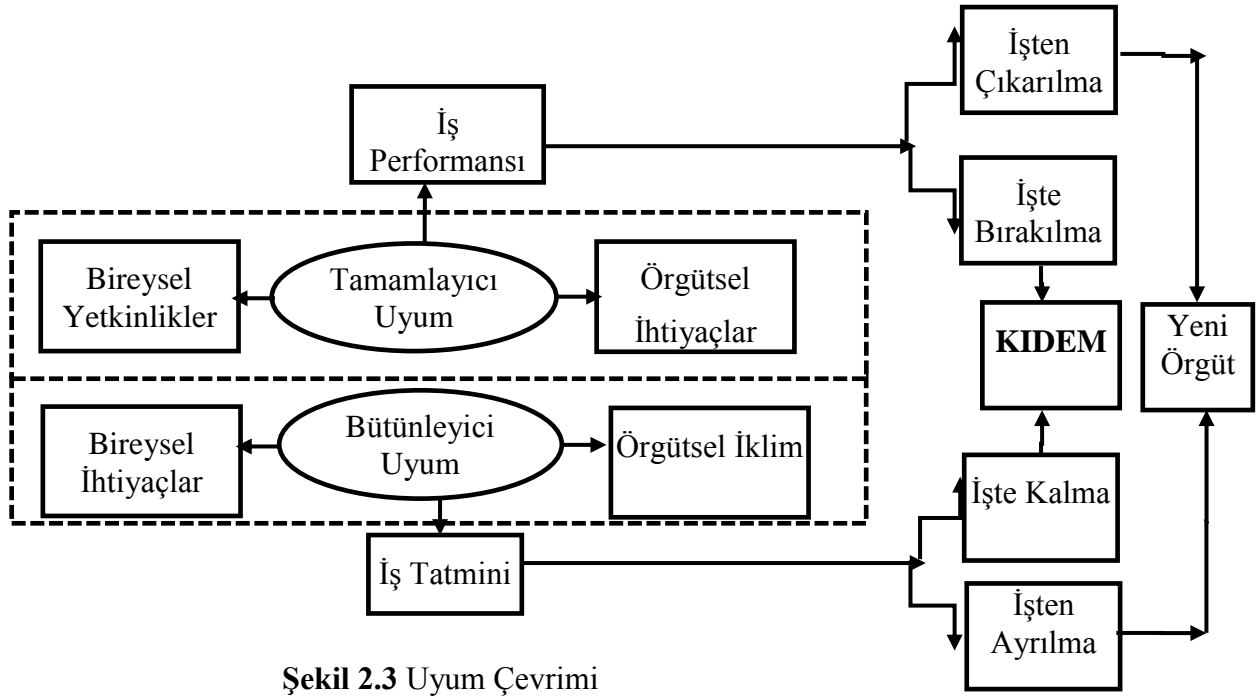 İşten
Çıkarılma
İş
Performansı
İşte
Bırakılma
Bireysel
Yetkinlikler
Tamamlayıcı
Uyum
Örgütsel
İhtiyaçlar
KIDEM
Yeni
Örgüt
Bireysel
İhtiyaçlar
Bütünleyici
Uyum
Örgütsel İklim
İşte Kalma
İş Tatmini
İşten
Ayrılma
Şekil 2.3 Uyum Çevrimi